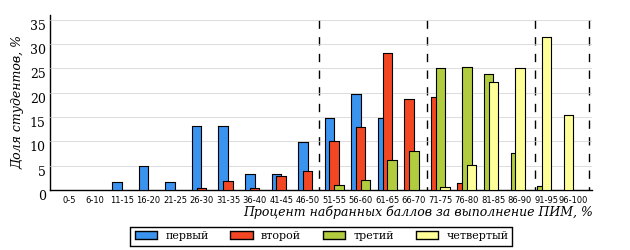 Доля студентов, %
35
30
25
20
15
10
5
0
0-5 6-10 11-15 16-20 21-25 26-30 31-35 36-40 41-45 46-50 51-55 56-60 61-65 66-70 71-75 76-80 81-85 86-90 91-95 96-100
Процент набранных баллов за выполнение ПИМ, %
первый второй третий четвертый